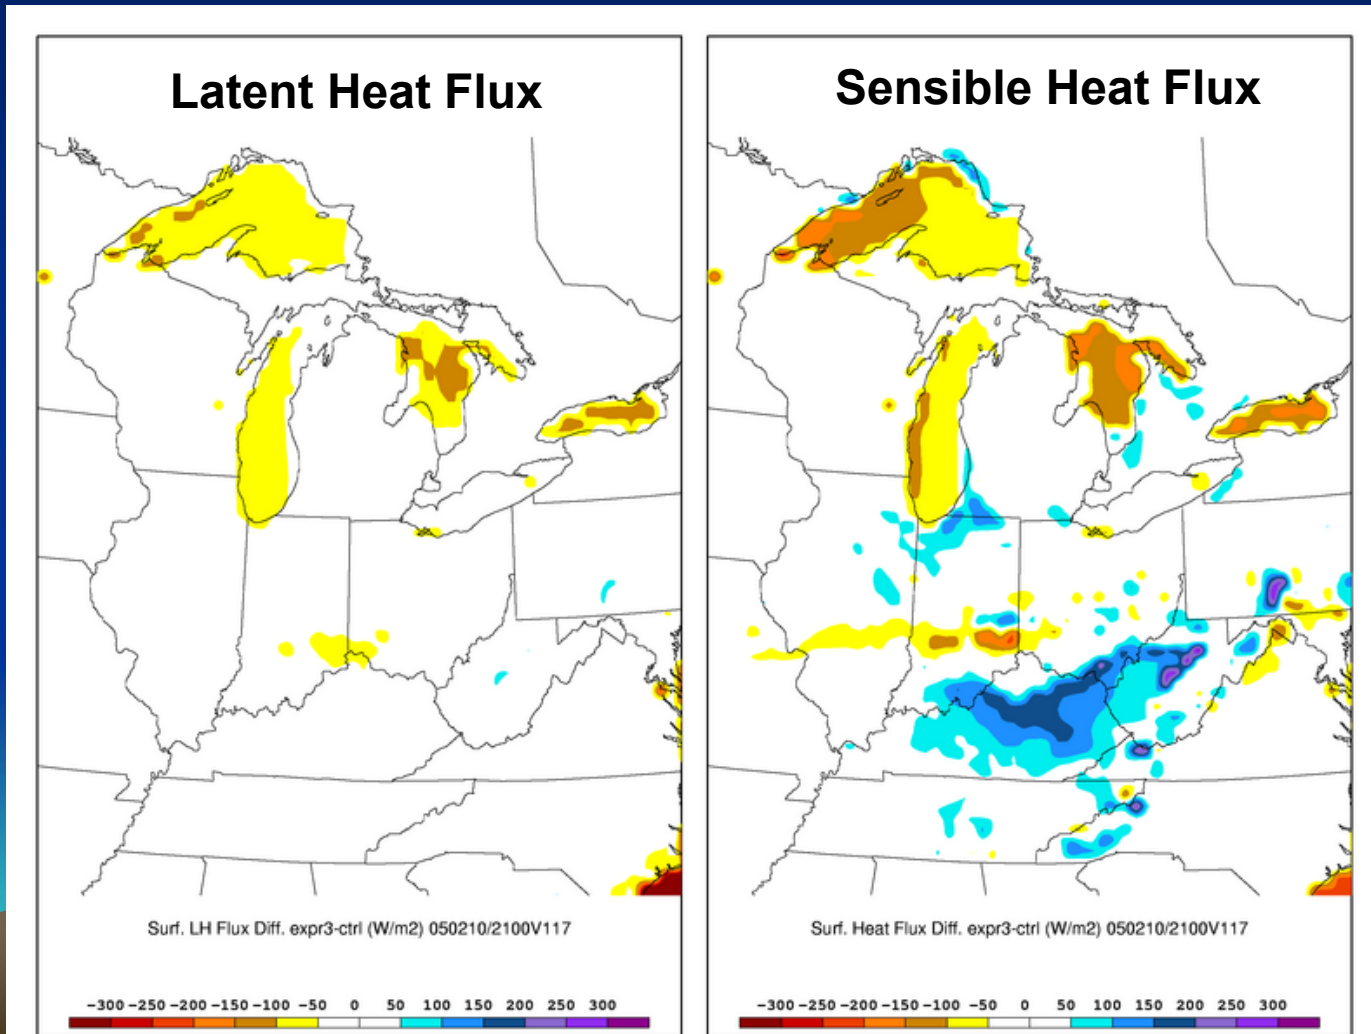 Latent Heat Flux
Surf. LH Flux Diff. expr3-ctrl (W/m2) 050210/2100V117
−300 −250 −200 −150 −100 −50 0 50 100 150 200 250 300
Sensible Heat Flux
Surf. Heat Flux Diff. expr3-ctrl (W/m2) 050210/2100V117
−300 −250 −200 −150 −100 −50 0 50 100 150 200 250 300